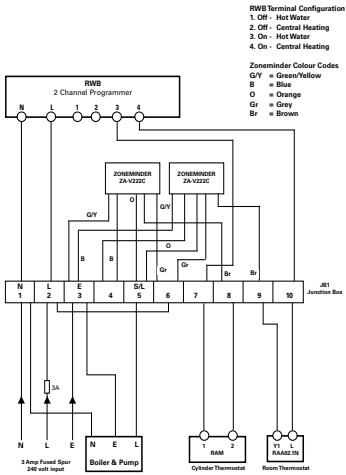 RWB Terminal Configuration
1. Off - Hot Water
2. Off - Central Heating
3. On - Hot Water
4. On - Central Heating
Zoneminder Colour Codes
G/Y = Green/Yellow
B = Blue
O = Orange
Gr = Grey
Br = Brown
RWB
2 Channel Programmer
N L 1 2 3 4
ZONEMINDER
ZA-V222C
ZONEMINDER
ZA-V222C
O
G/Y G/Y
O
B B
Gr Gr
Br Br
N L E S/L
1 2 3 4 5 6 7 8 9 10
JB1
Junction Box
3A
N L E
3 Amp Fused Spur
240 volt input
N E L
Boiler & Pump
1 2
RAM
Cylinder Thermostat
Y1 L
RAA02.1N
Room Thermostat